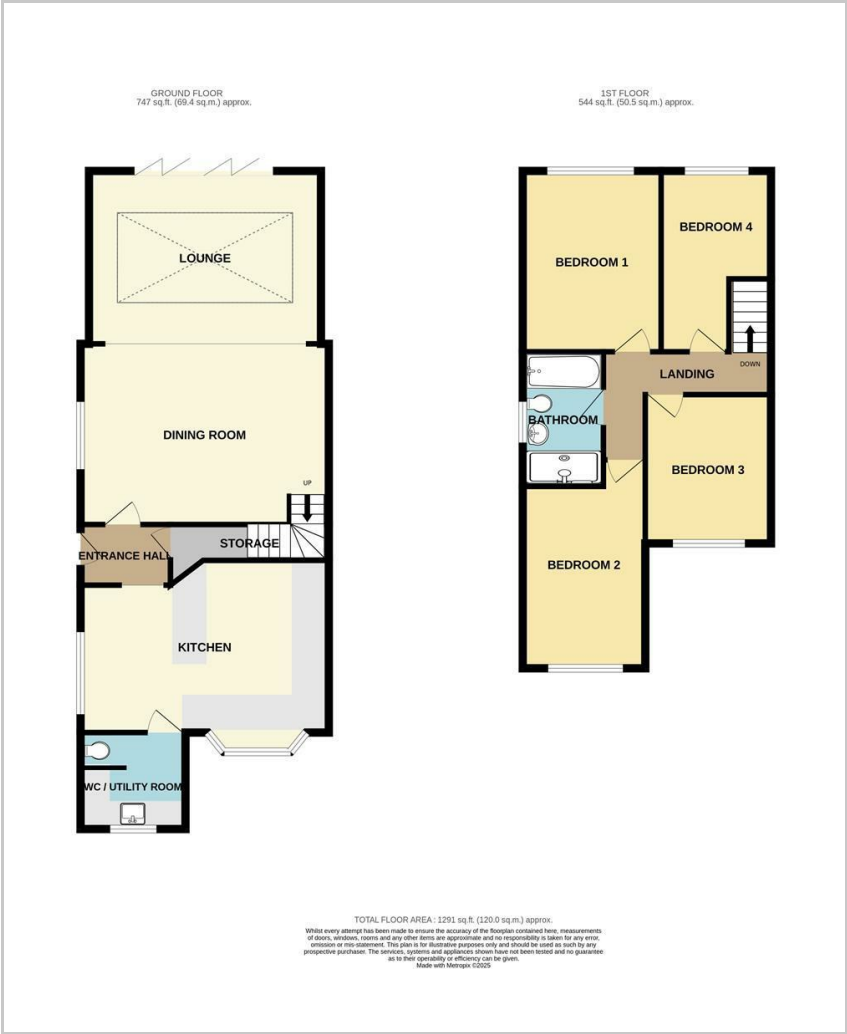 GROUND FLOOR
747 sq.ft. (69.4 sq.m.) approx.
1ST FLOOR
544 sq.ft. (50.5 sq.m.) approx.
LOUNGE
DINING ROOM
UP
STORAGE
ENTRANCE HALL
KITCHEN
WC / UTILITY ROOM
BEDROOM 1
BEDROOM 4
DOWN
LANDING
BATHROOM
BEDROOM 3
BEDROOM 2
TOTAL FLOOR AREA : 1291 sq.ft. (120.0 sq.m.) approx.
Whilst every attempt has been made to ensure the accuracy of the floorplan contained here, measurements
of doors, windows, rooms and any other items are approximate and no responsibility is taken for any error,
omission or mis-statement. This plan is for illustrative purposes only and should be used as such by any
prospective purchaser. The services, systems and appliances shown have not been tested and no guarantee
as to their operability or efficiency can be given.
Made with Metropix ©2025